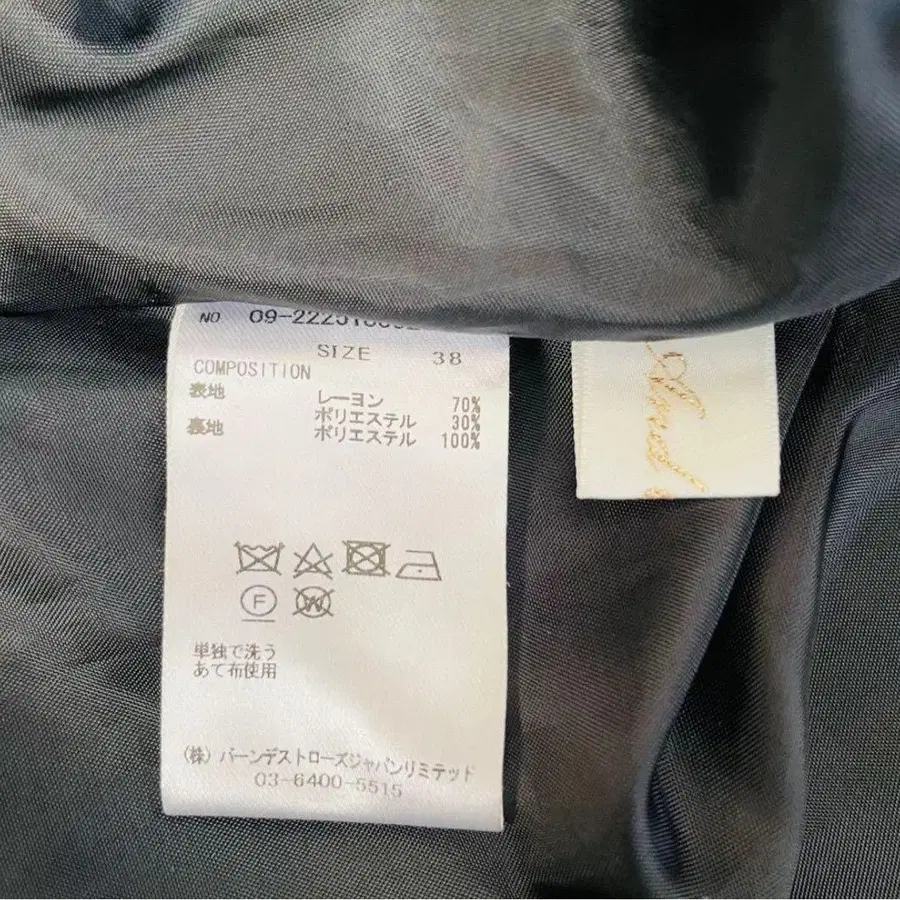 NO
SIZE 38
COMPOSITION
表地 レーヨン 70%
ポリエステル 30%
裏地 ポリエステル 100%
F
W
単独で洗う
あて布使用
(株) バーンデストローズジャパンリミテッド
03-6400-5515